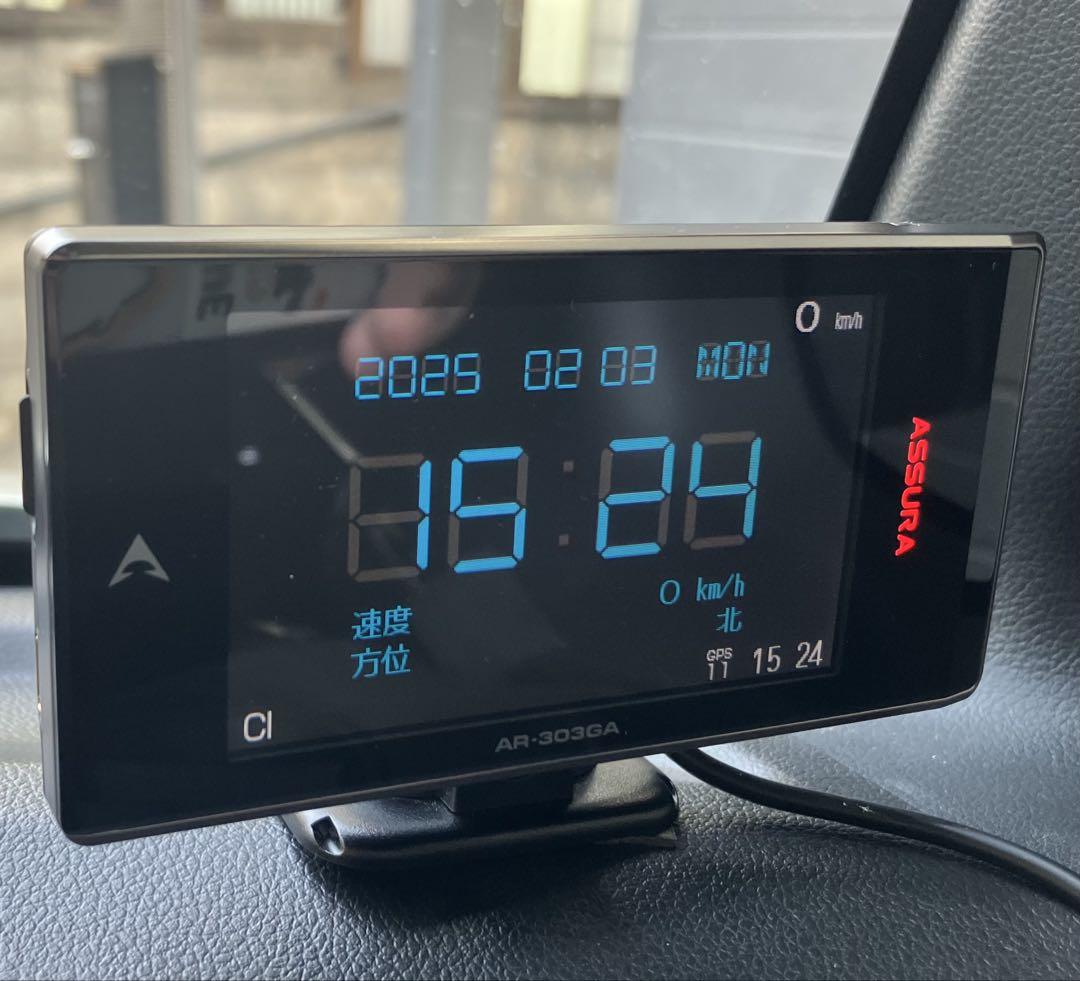 0 km/h
2025 02 03 MON
15:24
速度 0 km/h
方位 北
GPS 11 15 24
CI
AR-303GA
ASSURA